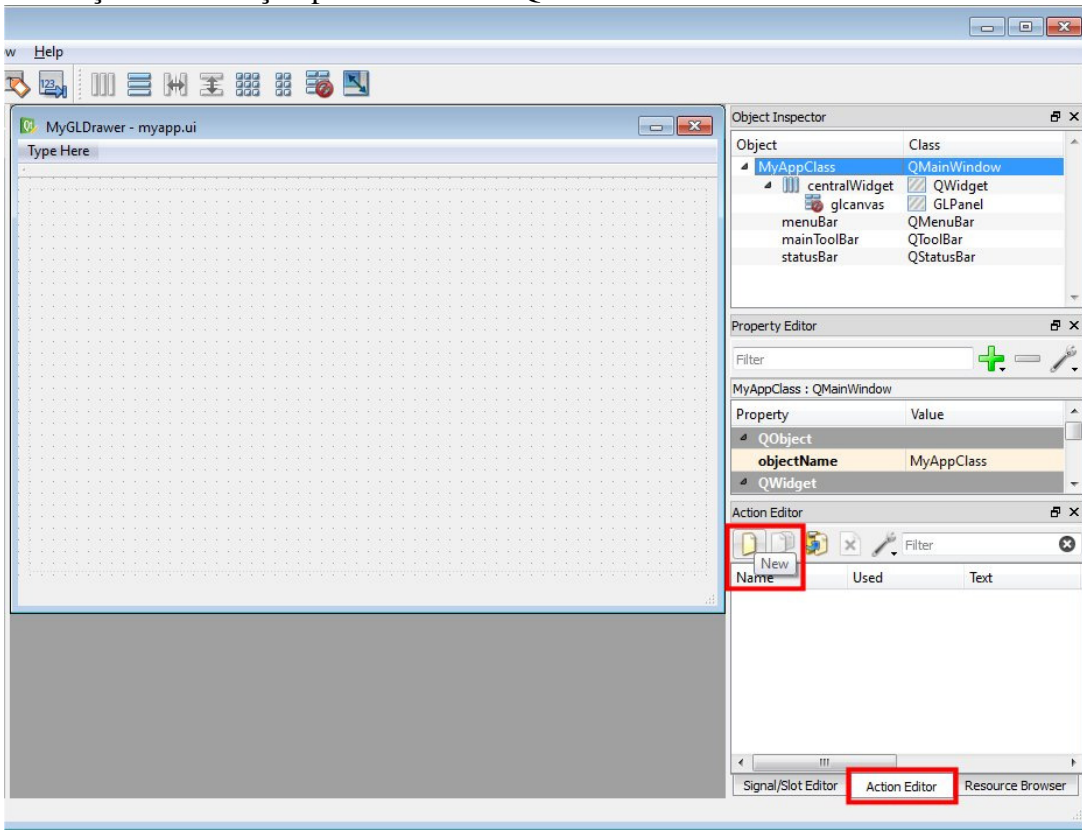 w Help
123
MyGLDrawer - myapp.ui
Type Here
Object Inspector
Object Class
MyAppClass QMainWindow
centralWidget QWidget
glcanvas GLPanel
menuBar QMenuBar
mainToolBar QToolBar
statusBar QStatusBar
Property Editor
Filter
MyAppClass : QMainWindow
Property Value
QObject
objectName MyAppClass
QWidget
Action Editor
Filter
New
Name Used Text
Signal/Slot Editor Action Editor Resource Browser